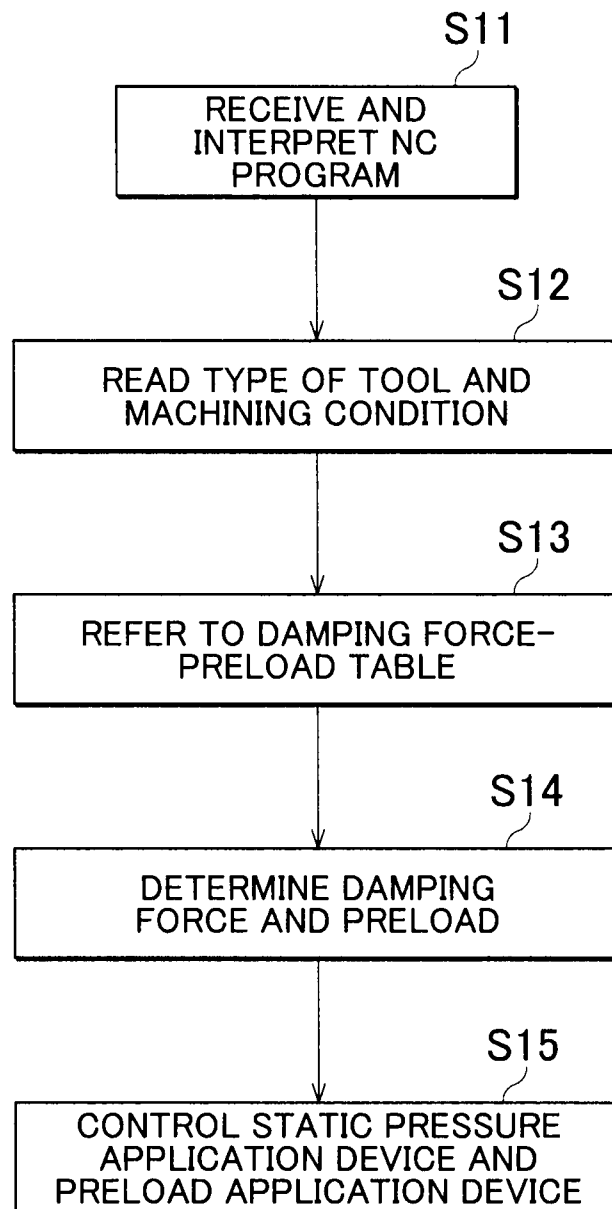 S11
RECEIVE AND
INTERPRET NC
PROGRAM
S12
READ TYPE OF TOOL AND
MACHINING CONDITION
S13
REFER TO DAMPING FORCE-
PRELOAD TABLE
S14
DETERMINE DAMPING
FORCE AND PRELOAD
S15
CONTROL STATIC PRESSURE
APPLICATION DEVICE AND
PRELOAD APPLICATION DEVICE